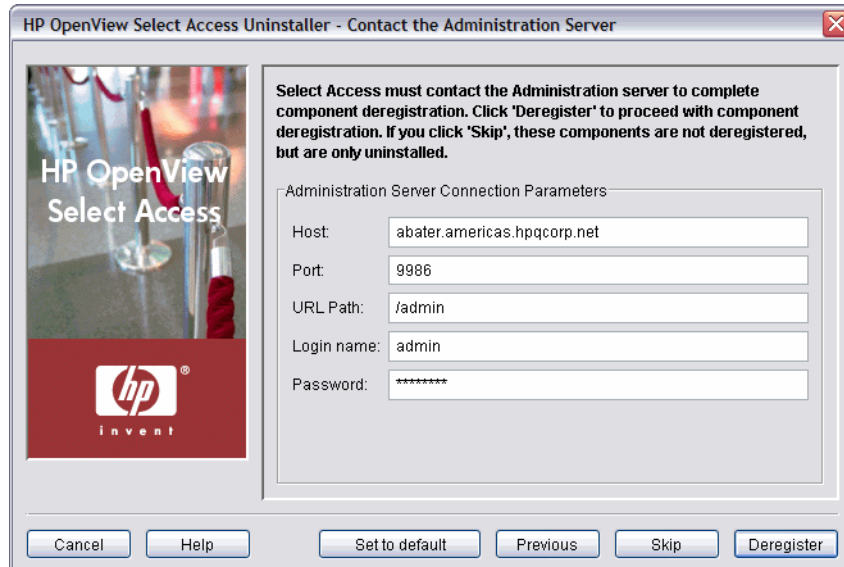 HP OpenView Select Access Uninstaller - Contact the Administration Server
HP OpenView
Select Access
hp
®
invent
Select Access must contact the Administration server to complete
component deregistration. Click 'Deregister' to proceed with component
deregistration. If you click 'Skip', these components are not deregistered,
but are only uninstalled.
Administration Server Connection Parameters
Host: abater.americas.hpqcorp.net
Port: 9986
URL Path: /admin
Login name: admin
Password: ********
Cancel Help Set to default Previous Skip Deregister